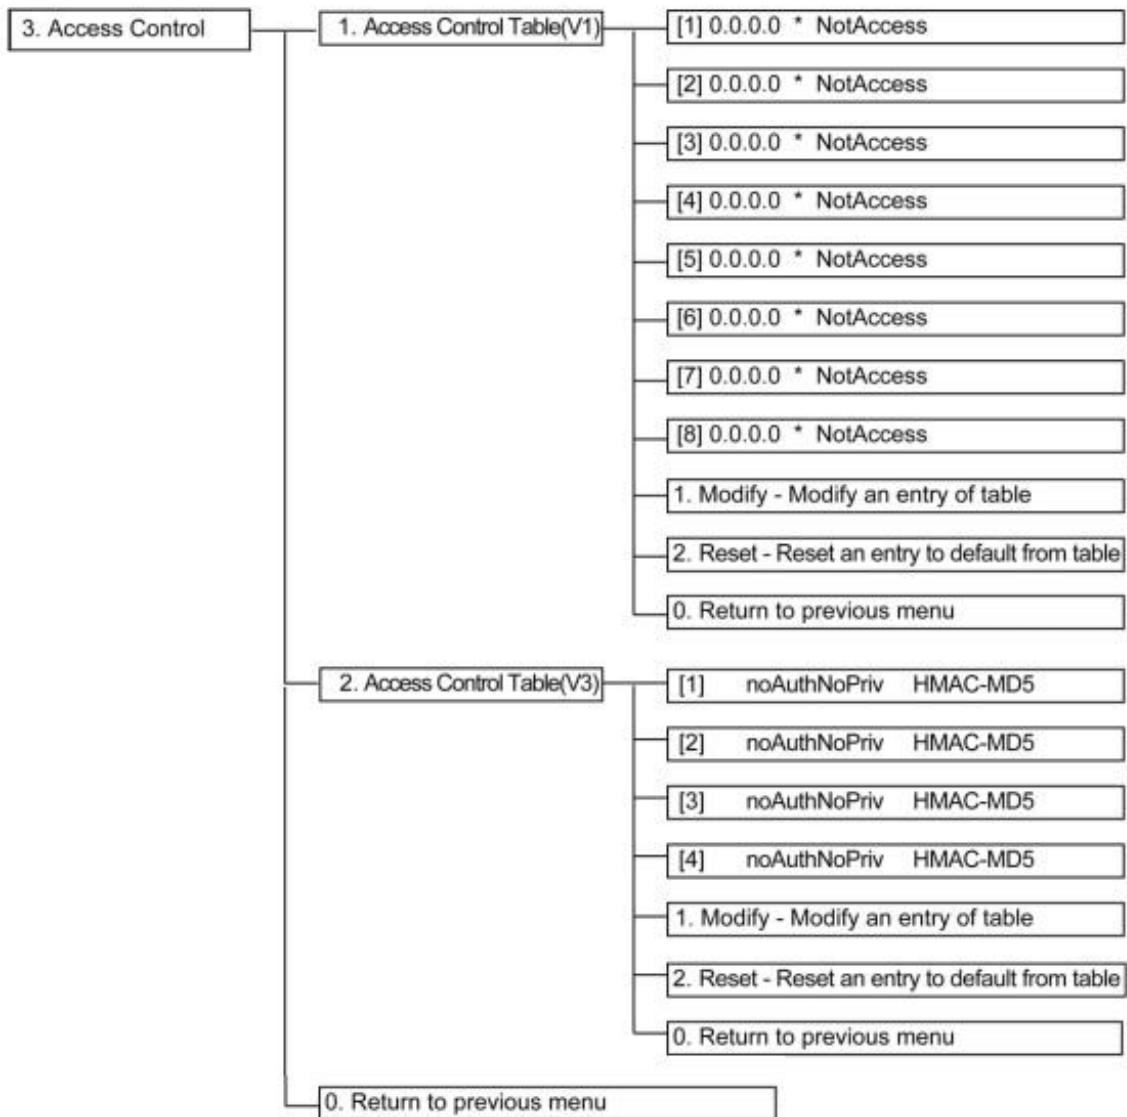 3. Access Control
1. Access Control Table(V1)
[1] 0.0.0.0 * NotAccess
[2] 0.0.0.0 * NotAccess
[3] 0.0.0.0 * NotAccess
[4] 0.0.0.0 * NotAccess
[5] 0.0.0.0 * NotAccess
[6] 0.0.0.0 * NotAccess
[7] 0.0.0.0 * NotAccess
[8] 0.0.0.0 * NotAccess
1. Modify - Modify an entry of table
2. Reset - Reset an entry to default from table
0. Return to previous menu
2. Access Control Table(V3)
[1] noAuthNoPriv HMAC-MD5
[2] noAuthNoPriv HMAC-MD5
[3] noAuthNoPriv HMAC-MD5
[4] noAuthNoPriv HMAC-MD5
1. Modify - Modify an entry of table
2. Reset - Reset an entry to default from table
0. Return to previous menu
0. Return to previous menu